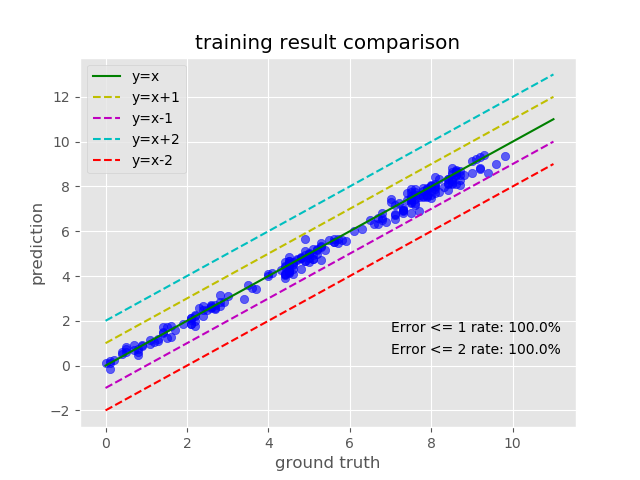 training result comparison
y=x
y=x+1
y=x-1
y=x+2
y=x-2
12
10
8
6
4
2
0
−2
prediction
Error <= 1 rate: 100.0%
Error <= 2 rate: 100.0%
0 2 4 6 8 10
ground truth